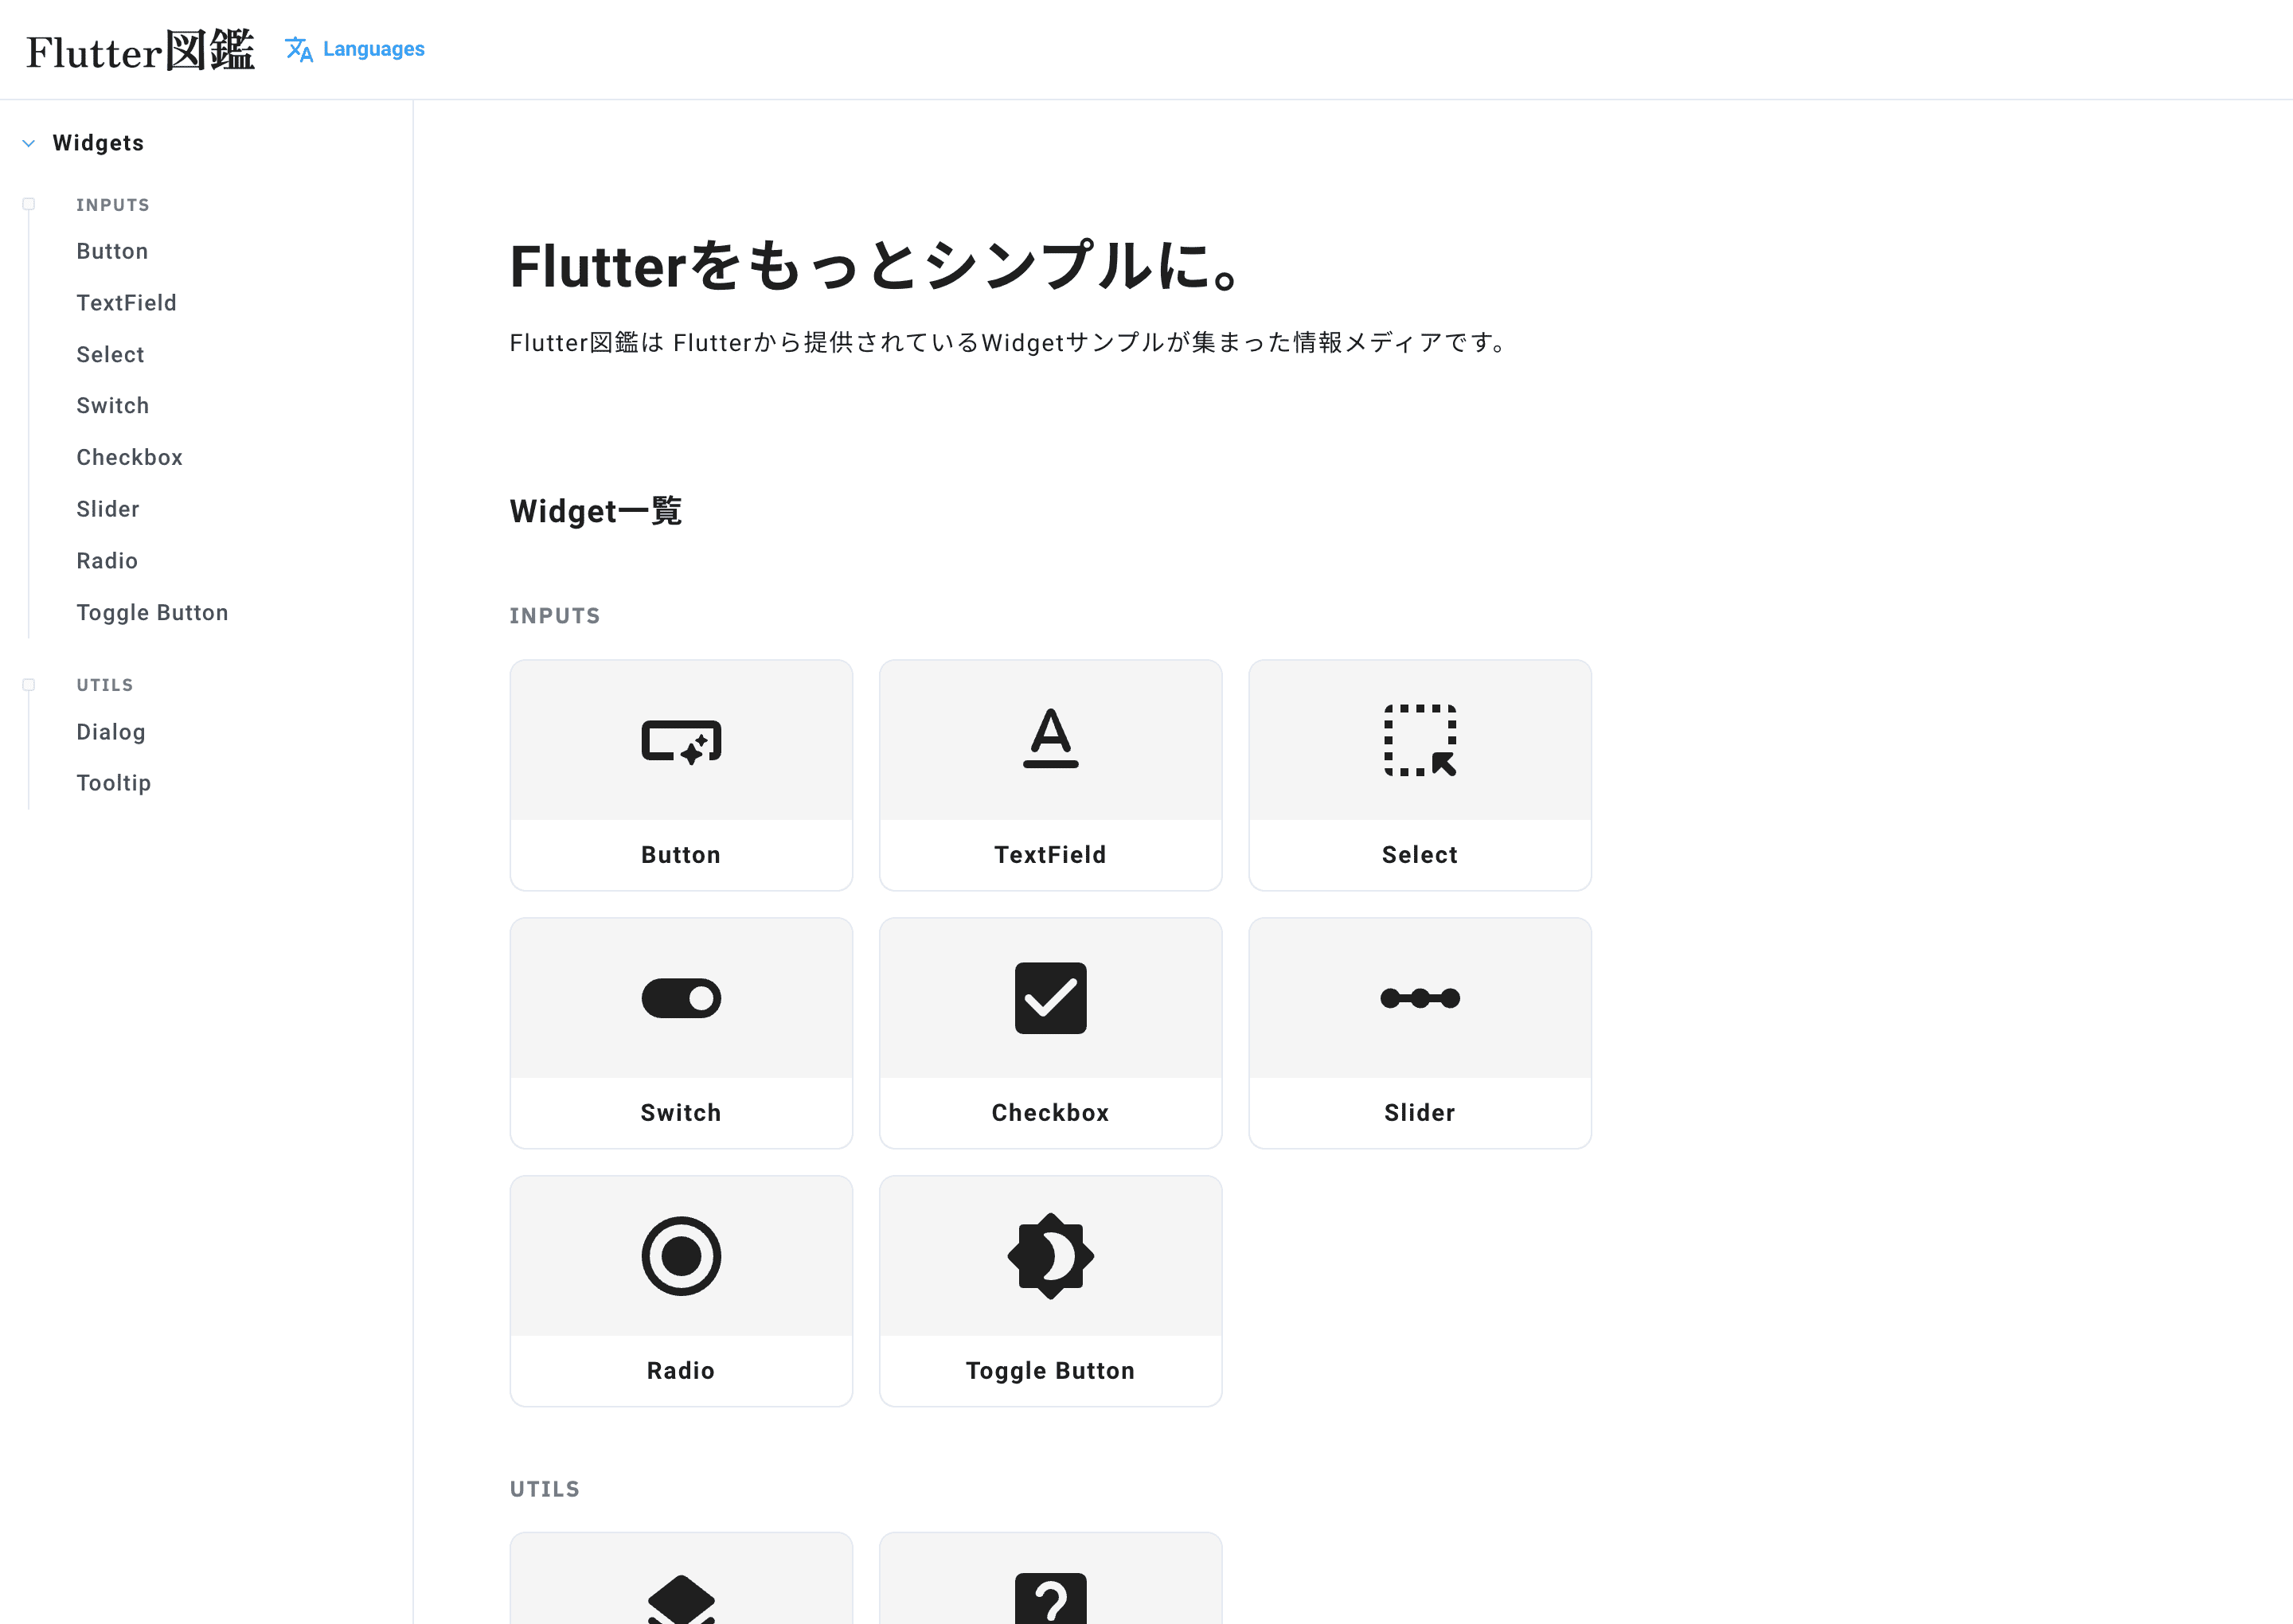 Flutter図鑑
Languages
Widgets
INPUTS
Button
TextField
Select
Switch
Checkbox
Slider
Radio
Toggle Button
UTILS
Dialog
Tooltip
Flutterをもっとシンプルに。
Flutter図鑑は Flutterから提供されているWidgetサンプルが集まった情報メディアです。
Widget一覧
INPUTS
Button
TextField
Select
Switch
Checkbox
Slider
Radio
Toggle Button
UTILS